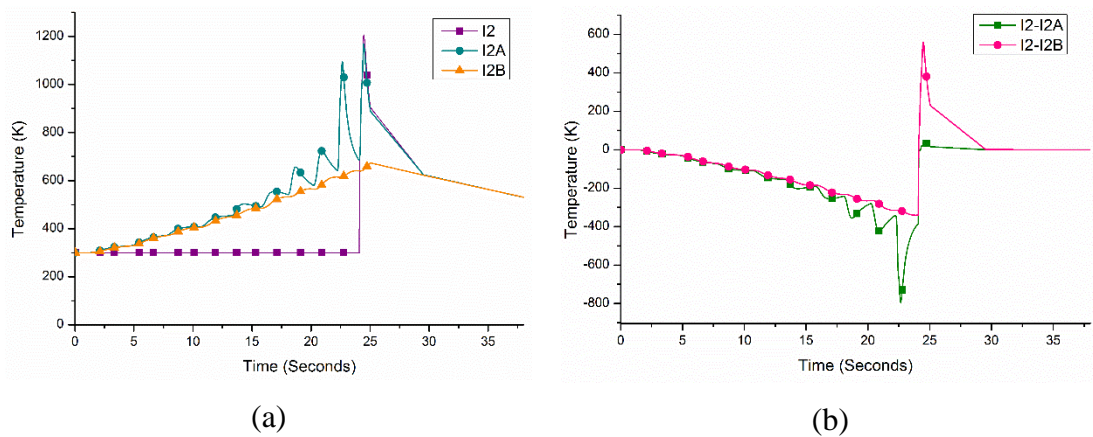 I2
I2A
I2B
1200
1000
800
600
400
200
0
Temperature (K)
0 5 10 15 20 25 30 35
Time (Seconds)
(a)
I2-I2A
I2-I2B
600
400
200
0
-200
-400
-600
-800
Temperature (K)
0 5 10 15 20 25 30 35
Time (Seconds)
(b)